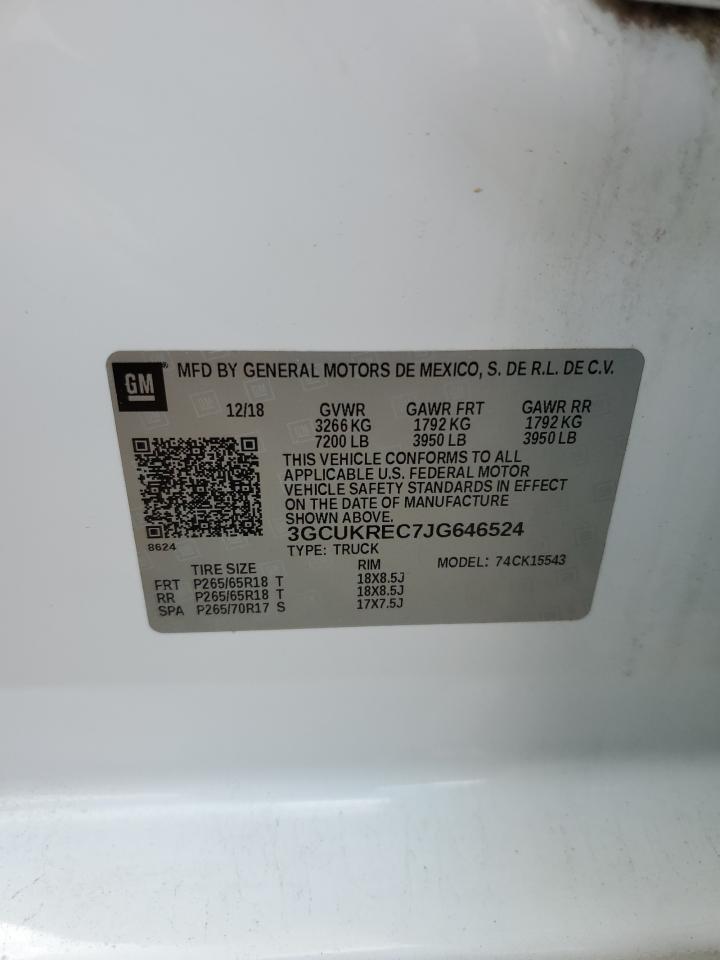 GM ® MFD BY GENERAL MOTORS DE MEXICO, S. DE R.L. DE C.V.
12/18 GVWR GAWR FRT GAWR RR
3266 KG 1792 KG 1792 KG
7200 LB 3950 LB 3950 LB
THIS VEHICLE CONFORMS TO ALL
APPLICABLE U.S. FEDERAL MOTOR
VEHICLE SAFETY STANDARDS IN EFFECT
ON THE DATE OF MANUFACTURE
SHOWN ABOVE.
3GCUKREC7JG646524
8624 TYPE: TRUCK MODEL: 74CK15543
TIRE SIZE RIM
FRT P265/65R18 T 18X8.5J
RR P265/65R18 T 18X8.5J
SPA P265/70R17 S 17X7.5J